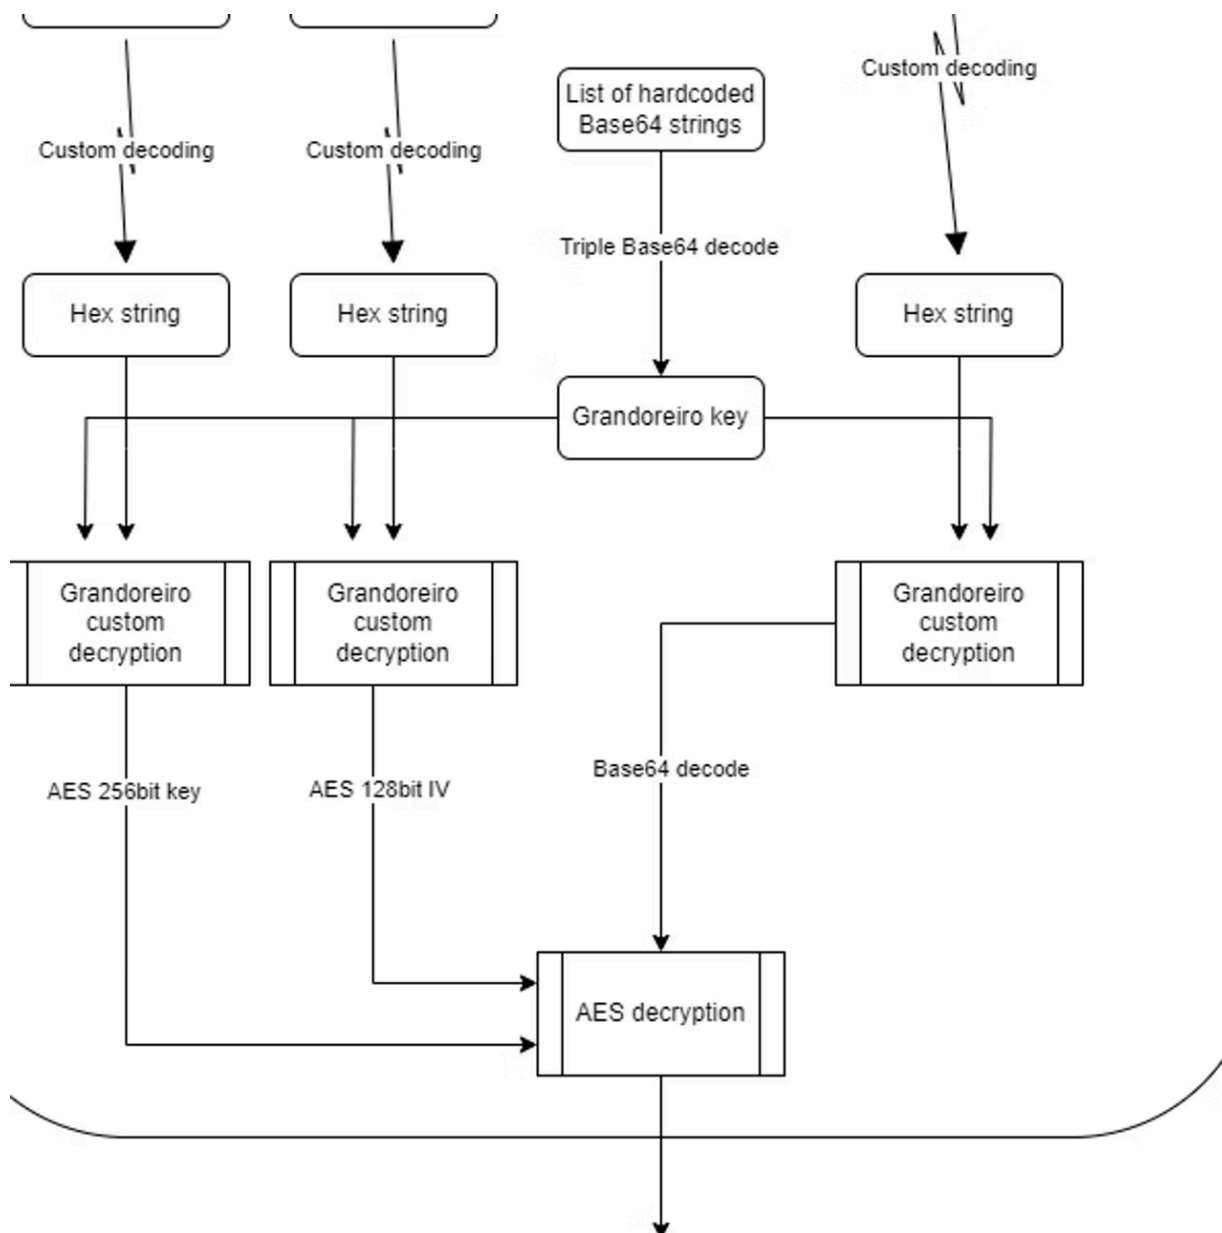 Custom decoding
List of hardcoded
Base64 strings
Custom decoding
Custom decoding
Triple Base64 decode
Hex string
Hex string
Hex string
Grandoreiro key
Grandoreiro
custom
decryption
Grandoreiro
custom
decryption
Grandoreiro
custom
decryption
Base64 decode
AES 256bit key
AES 128bit IV
AES decryption